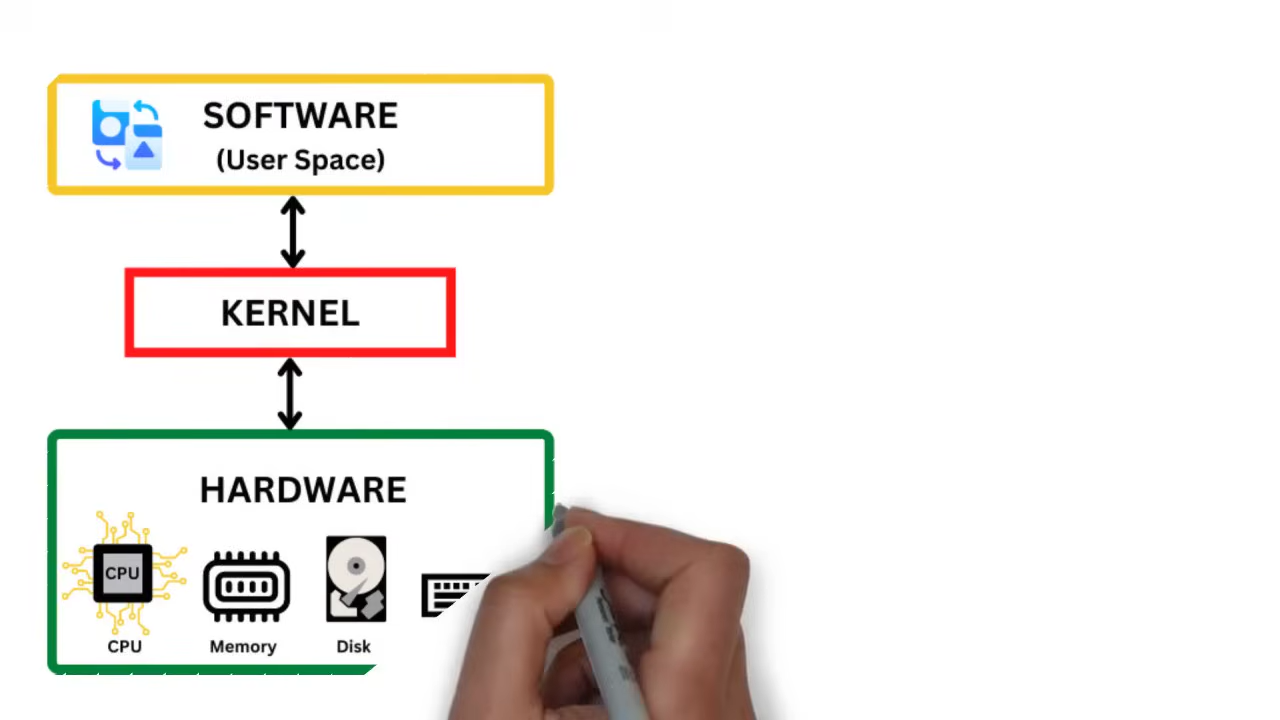 SOFTWARE
(User Space)
KERNEL
HARDWARE
CPU
CPU
Memory
Disk